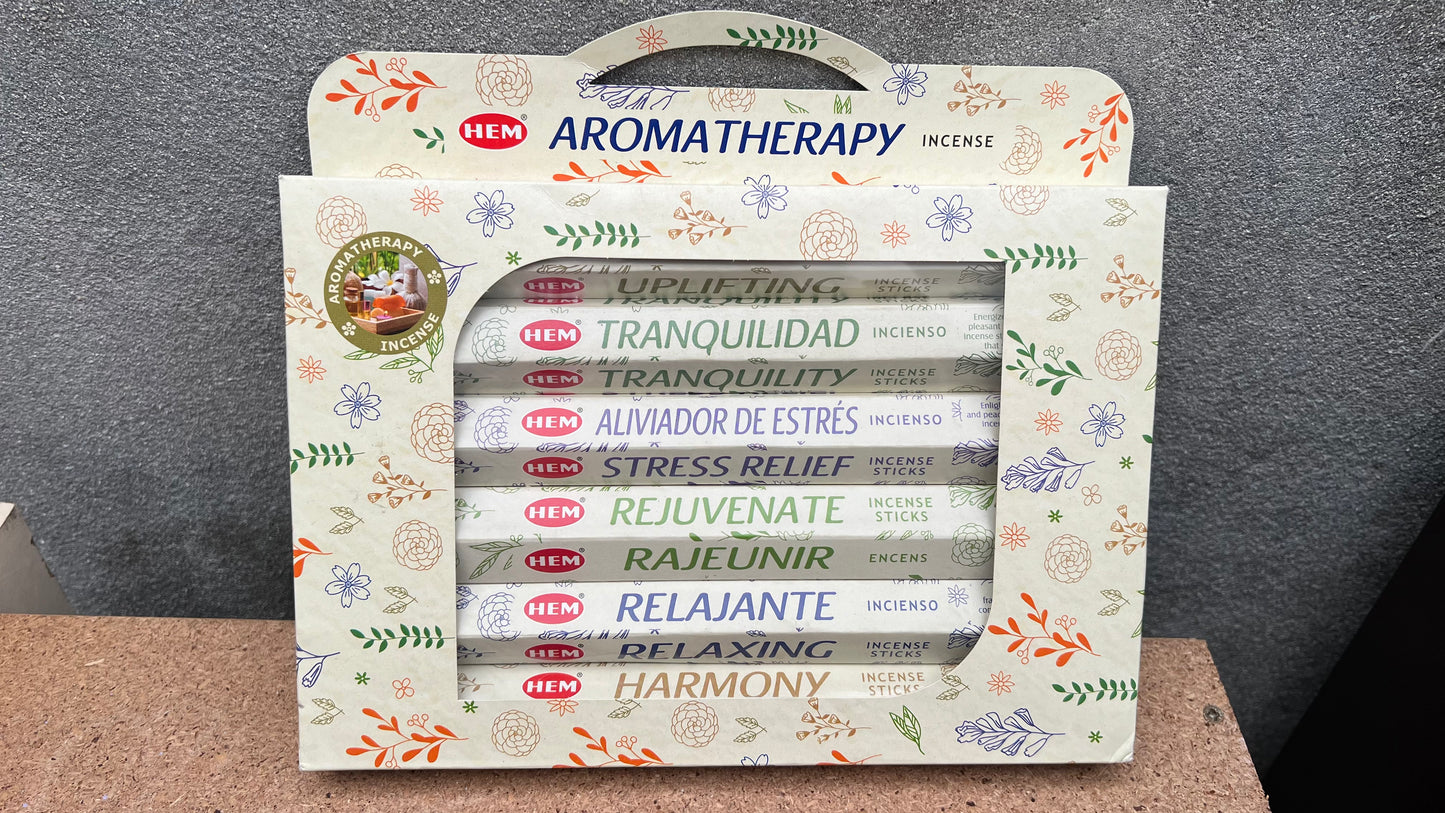 HEM® AROMATHERAPY INCENSE
AROMATHERAPY
INCENSE
HEM UPLIFTING INCENSE STICKS
HEM TRANQUILITY
HEM TRANQUILIDAD INCIENSO
HEM TRANQUILITY INCENSE STICKS
HEM ALIVIADOR DE ESTRÉS INCIENSO
HEM STRESS RELIEF INCENSE STICKS
HEM REJUVENATE INCENSE STICKS
HEM RAJEUNIR ENCENS
HEM RELAJANTE INCIENSO
HEM RELAXING INCENSE STICKS
HEM HARMONY INCENSE STICKS